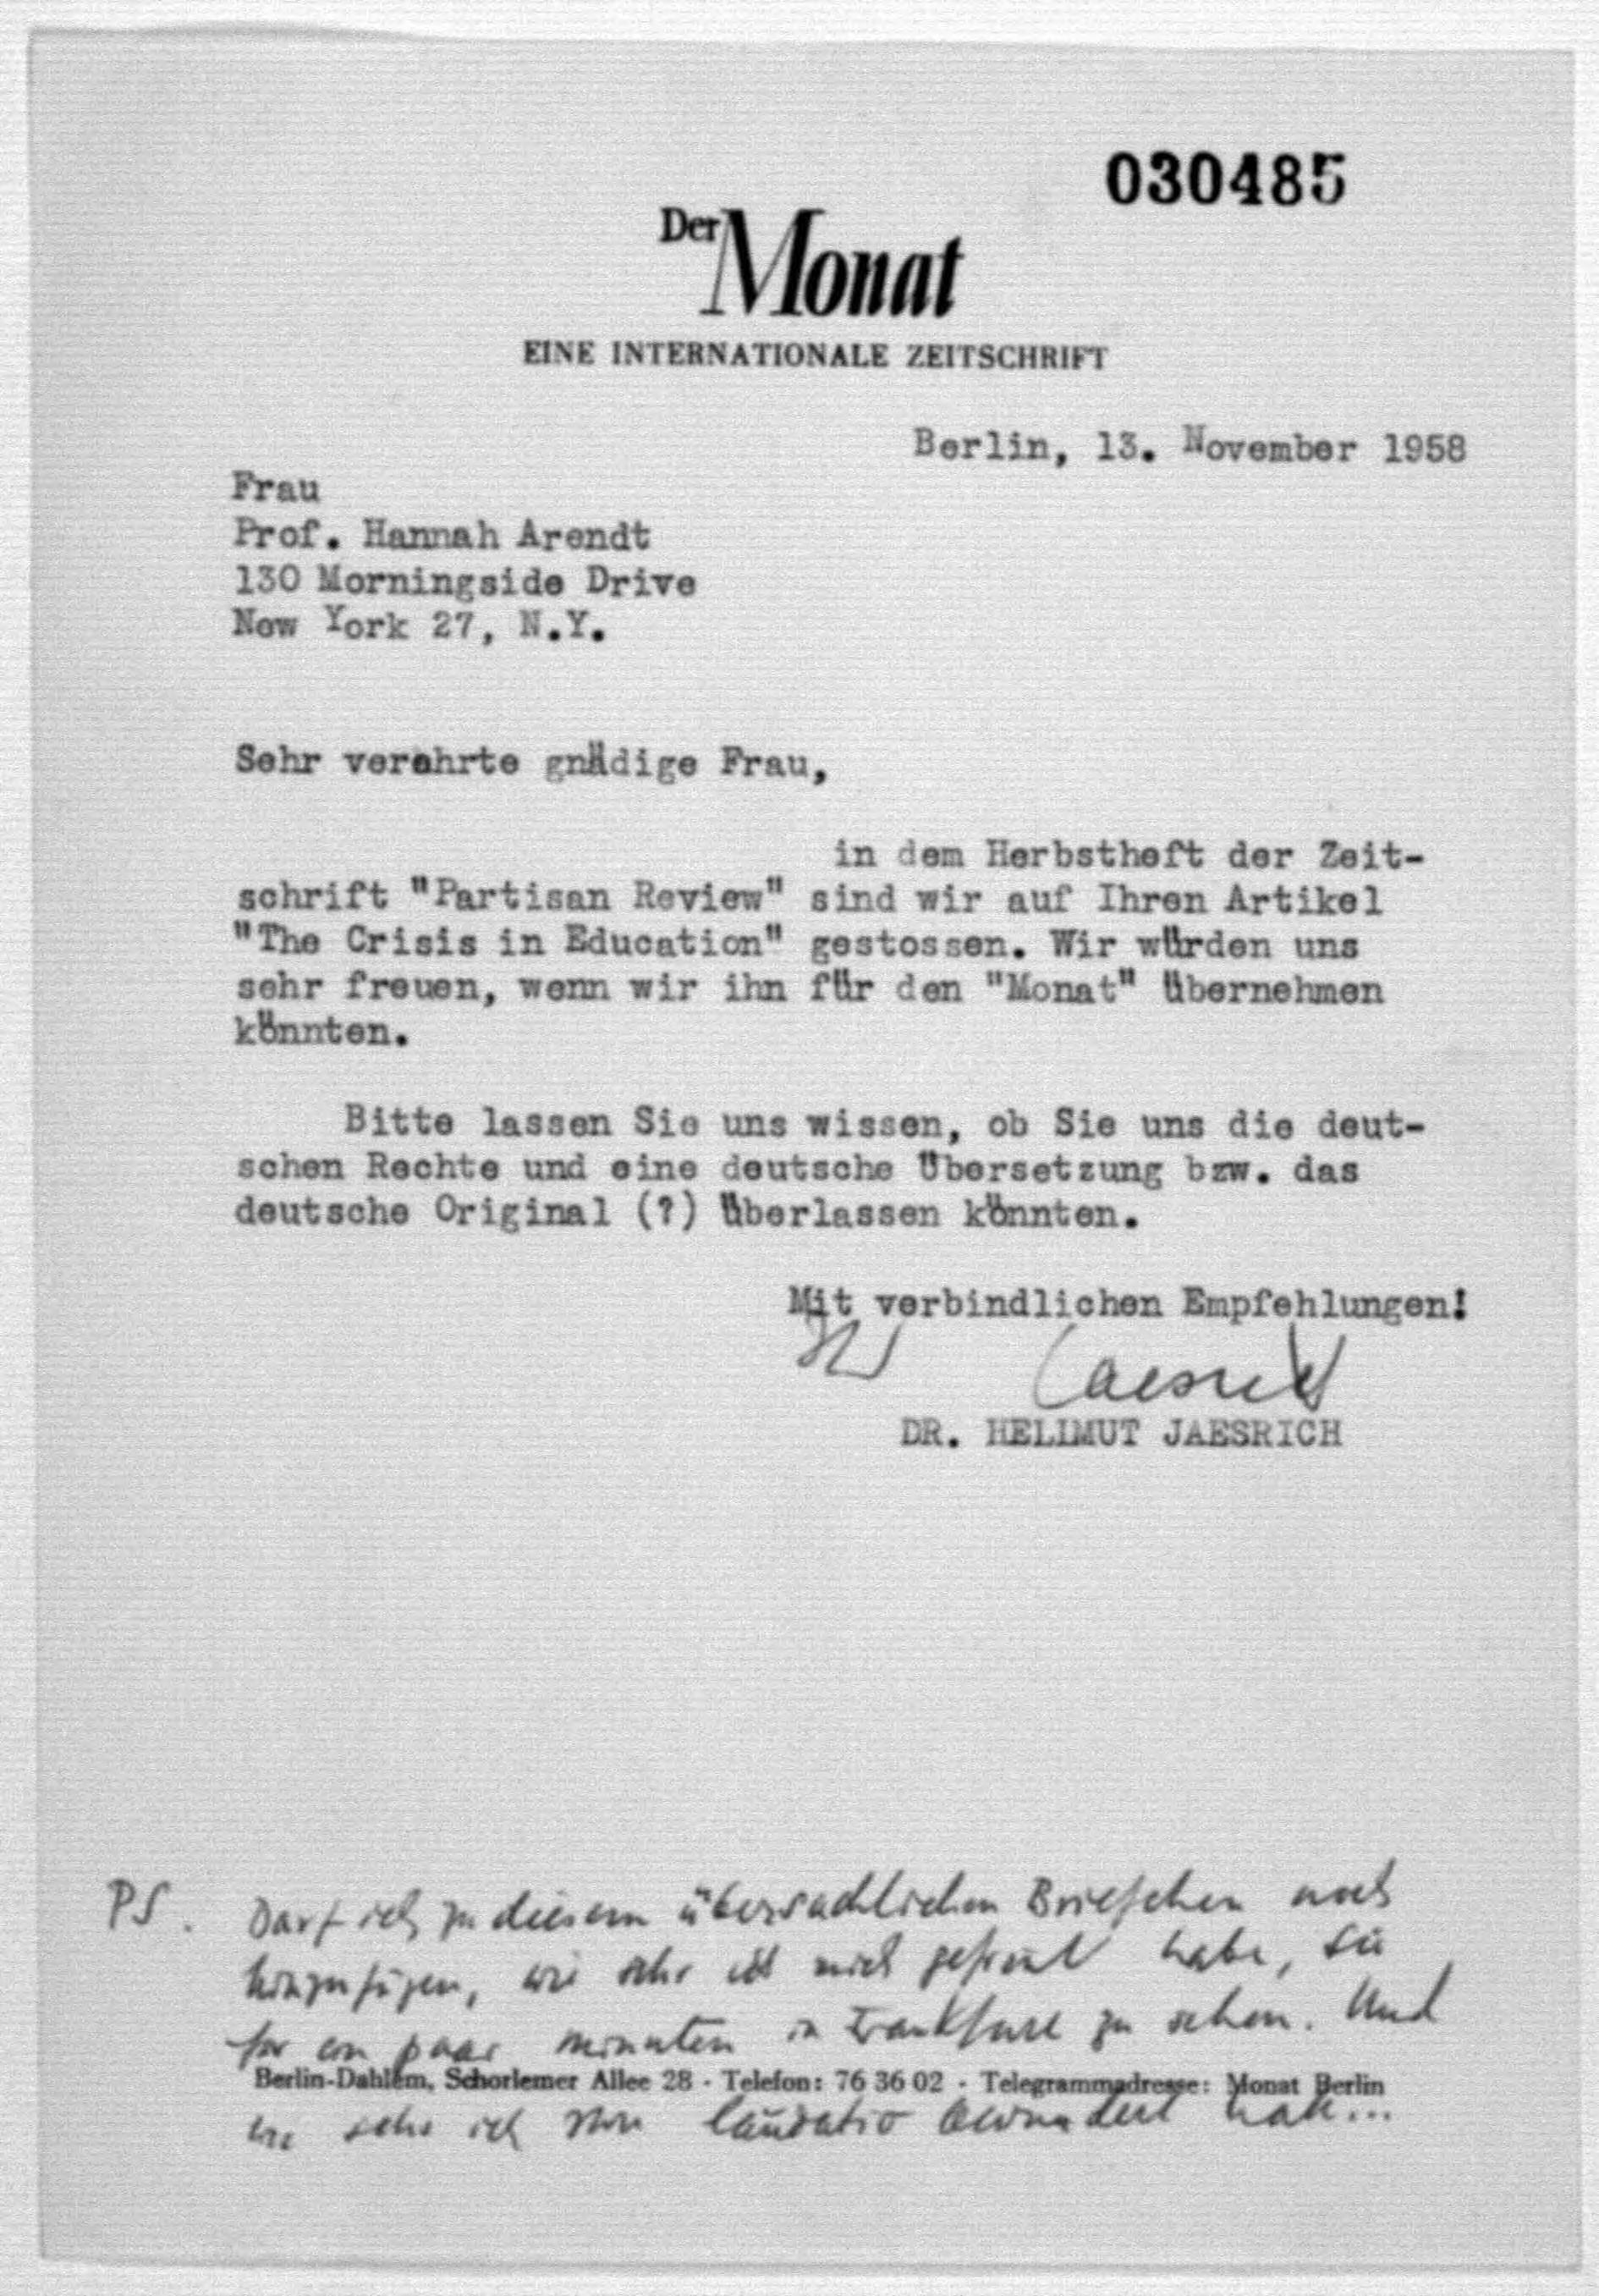 030485
Der Monat
EINE INTERNATIONALE ZEITSCHRIFT
Berlin, 13. November 1958
Frau
Prof. Hannah Arendt
130 Morningside Drive
New York 27, N.Y.
Sehr verehrte gnädige Frau,
in dem Herbstheft der Zeit-
schrift "Partisan Review" sind wir auf Ihren Artikel
"The Crisis in Education" gestossen. Wir würden uns
sehr freuen, wenn wir ihn für den "Monat" übernehmen
könnten.
Bitte lassen Sie uns wissen, ob Sie uns die deut-
schen Rechte und eine deutsche Übersetzung bzw. das
deutsche Original (?) überlassen könnten.
Mit verbindlichen Empfehlungen!
Ihr Jaesrich
DR. HELLMUT JAESRICH
PS. Darf ich zu diesem übersachlichen Briefchen noch
hinzufügen, wie sehr ich mich gefreut habe, Sie
für ein paar Minuten in Frankfurt zu sehen. Und
Berlin-Dahlem, Schorlemer Allee 28 · Telefon: 76 36 02 · Telegrammadresse: Monat Berlin
wie sehr ich Ihre laudatio bewundert habe...